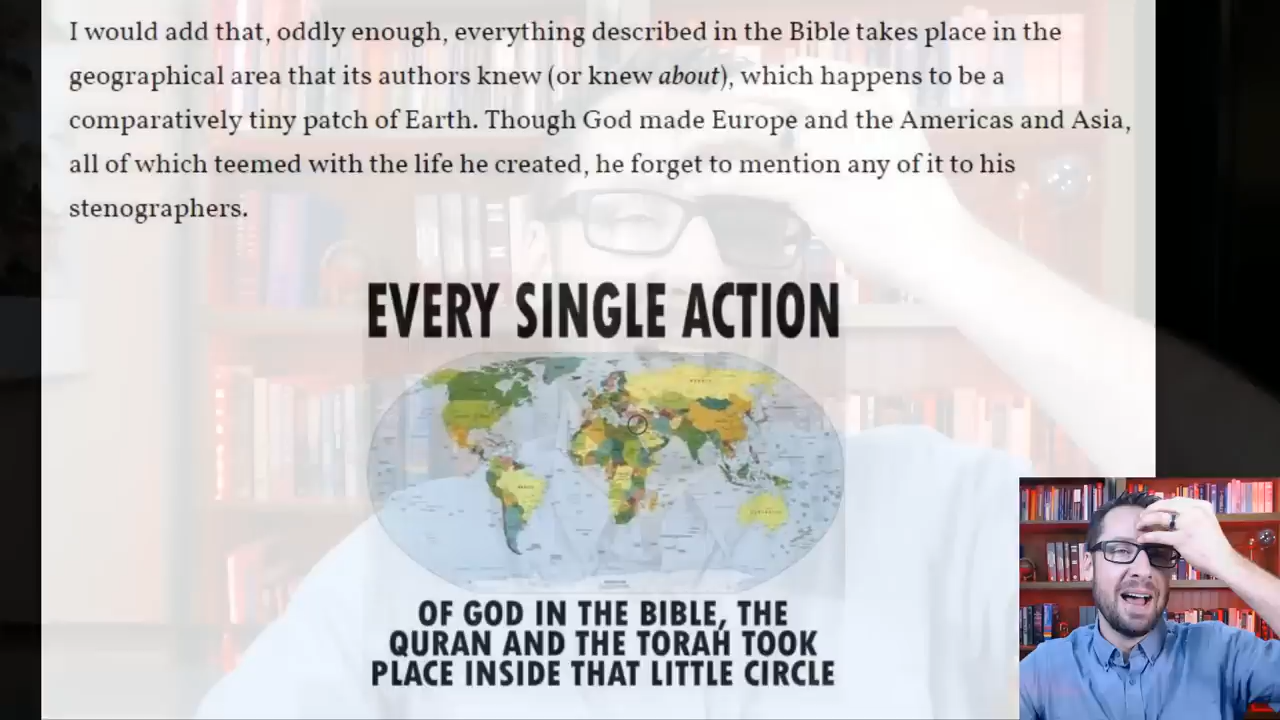 I would add that, oddly enough, everything described in the Bible takes place in the
geographical area that its authors knew (or knew about), which happens to be a
comparatively tiny patch of Earth. Though God made Europe and the Americas and Asia,
all of which teemed with the life he created, he forget to mention any of it to his
stenographers.
EVERY SINGLE ACTION
OF GOD IN THE BIBLE, THE
QURAN AND THE TORAH TOOK
PLACE INSIDE THAT LITTLE CIRCLE